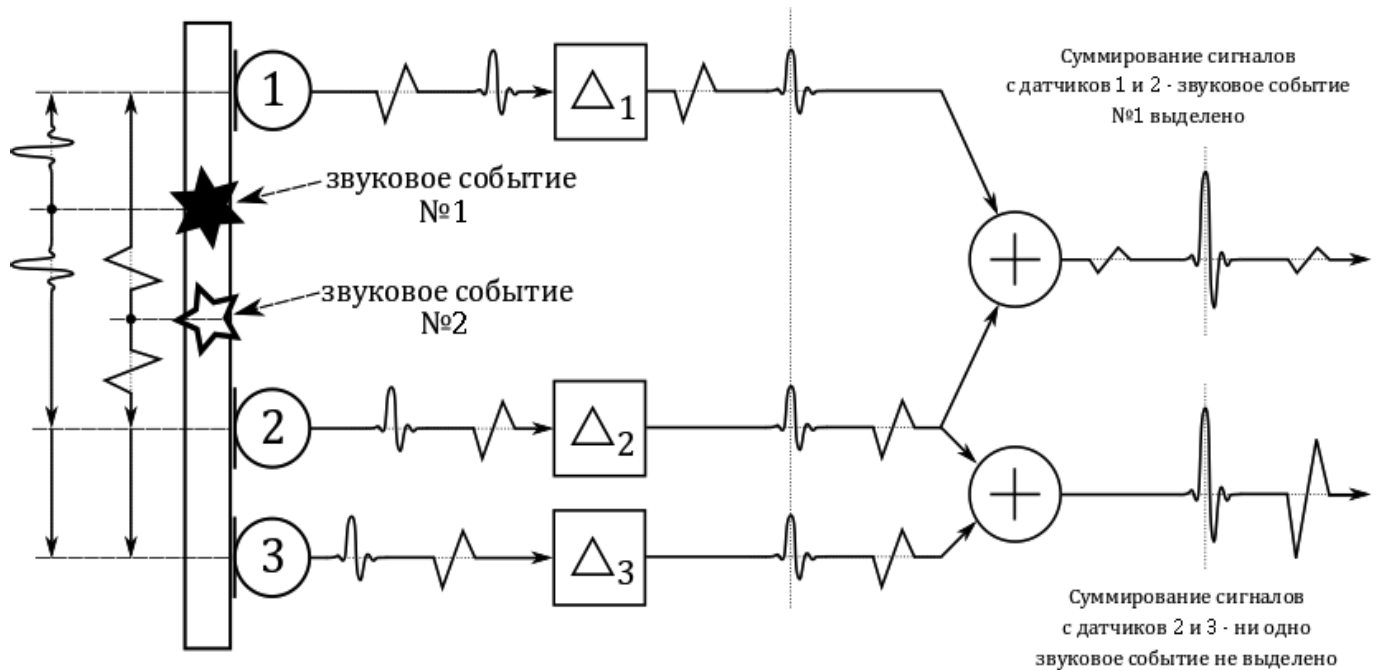 Суммирование сигналов
с датчиков 1 и 2 - звуковое событие
№1 выделено
1
△1
звуковое событие
№1
звуковое событие
№2
2
△2
3
△3
Суммирование сигналов
с датчиков 2 и 3 - ни одно
звуковое событие не выделено